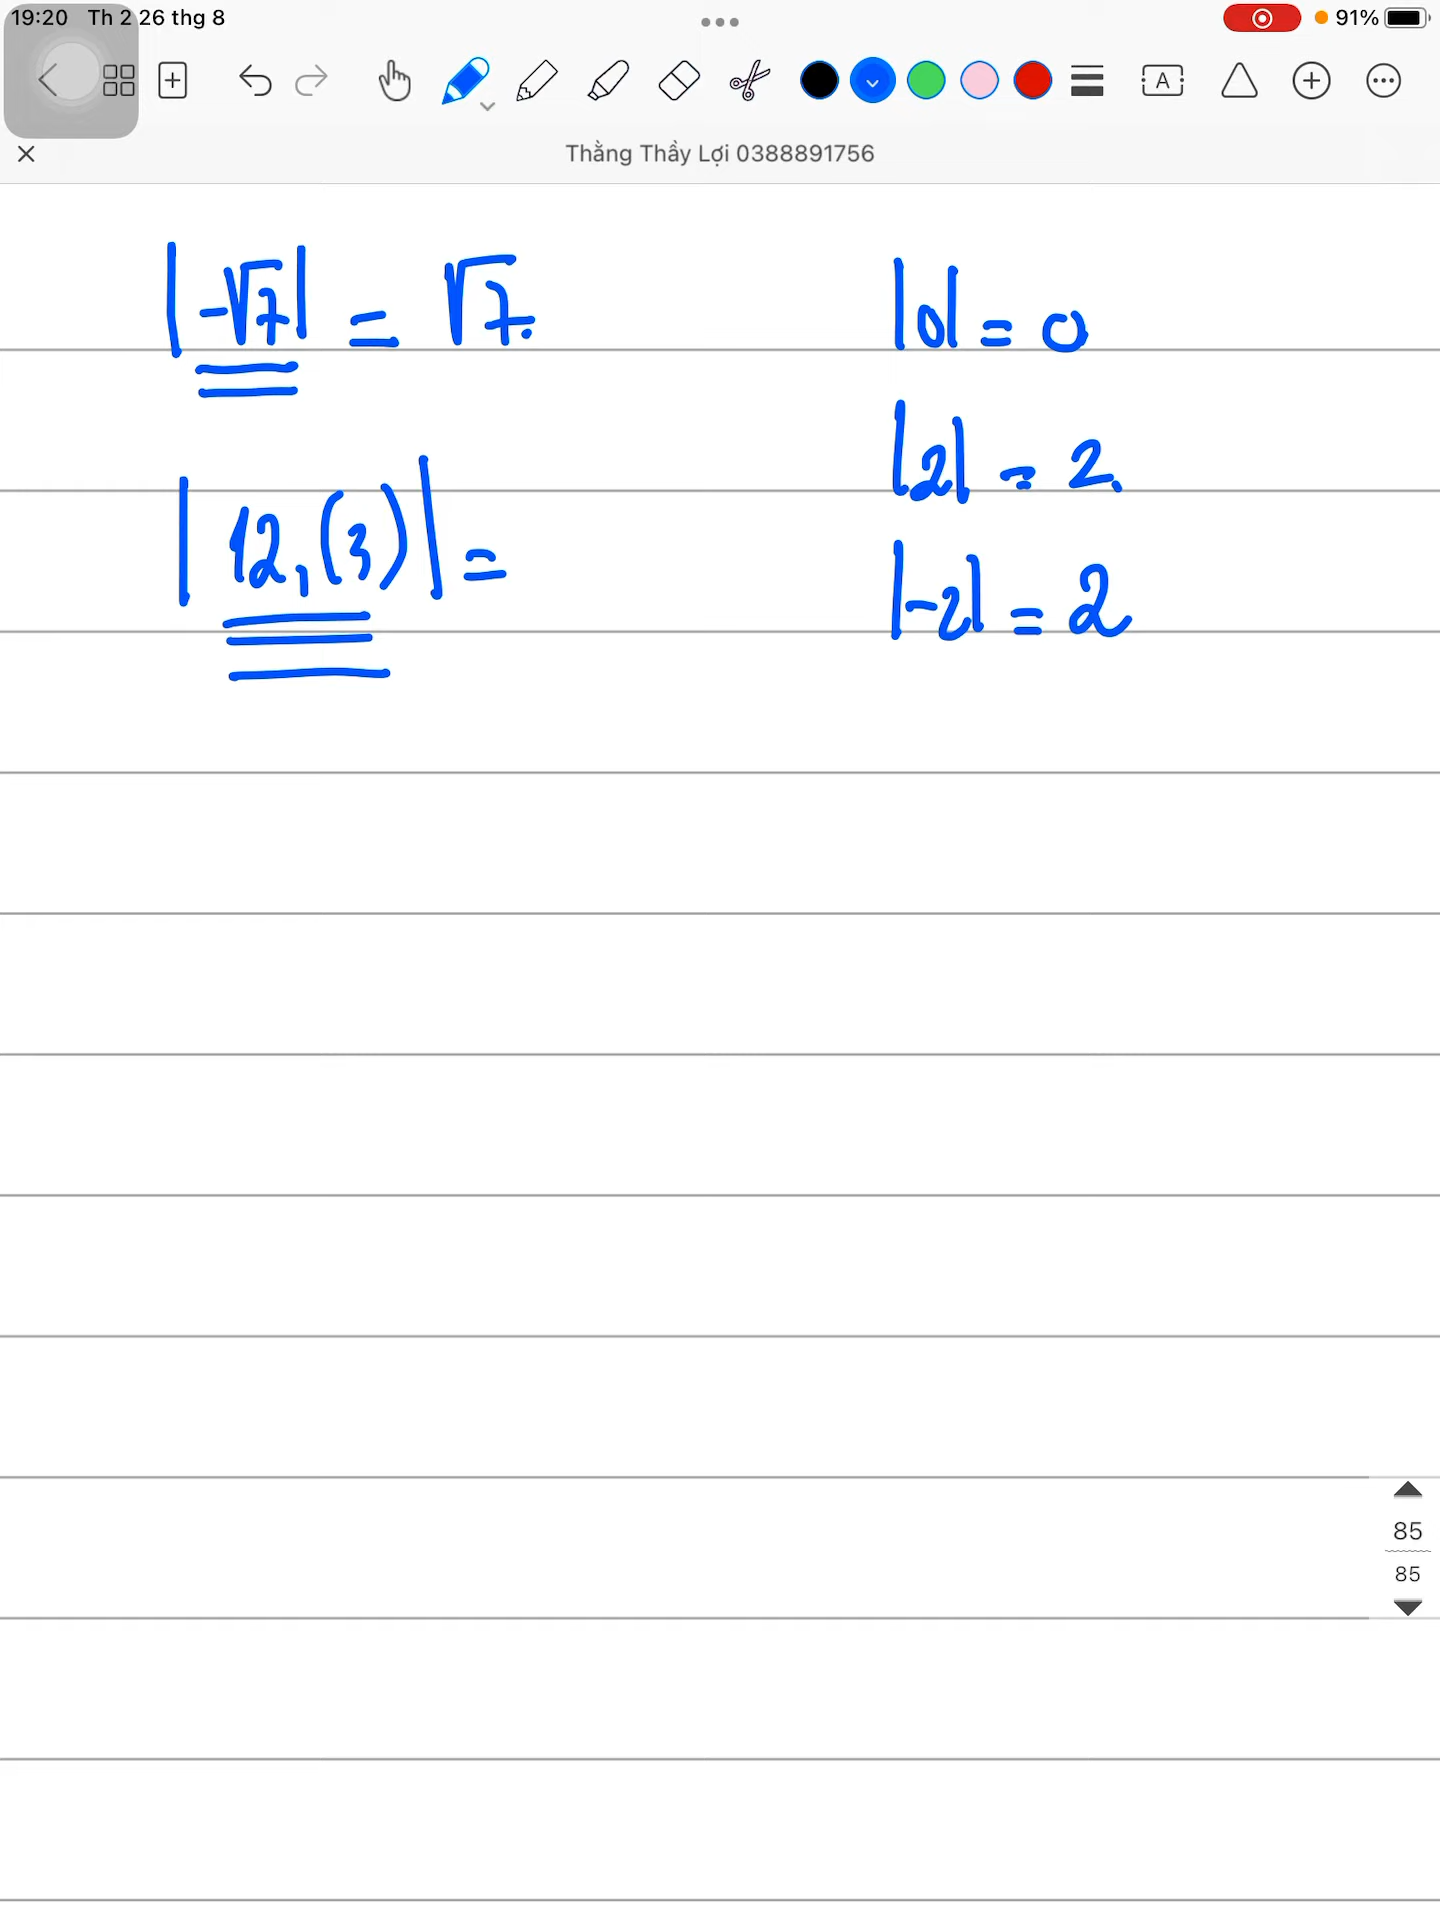 19:20 Th 2 26 thg 8
91%
A
Thằng Thầy Lợi 0388891756
|-√7| = √7.
|0| = 0
|2| = 2.
|12,(3)| =
|-2| = 2
85
85